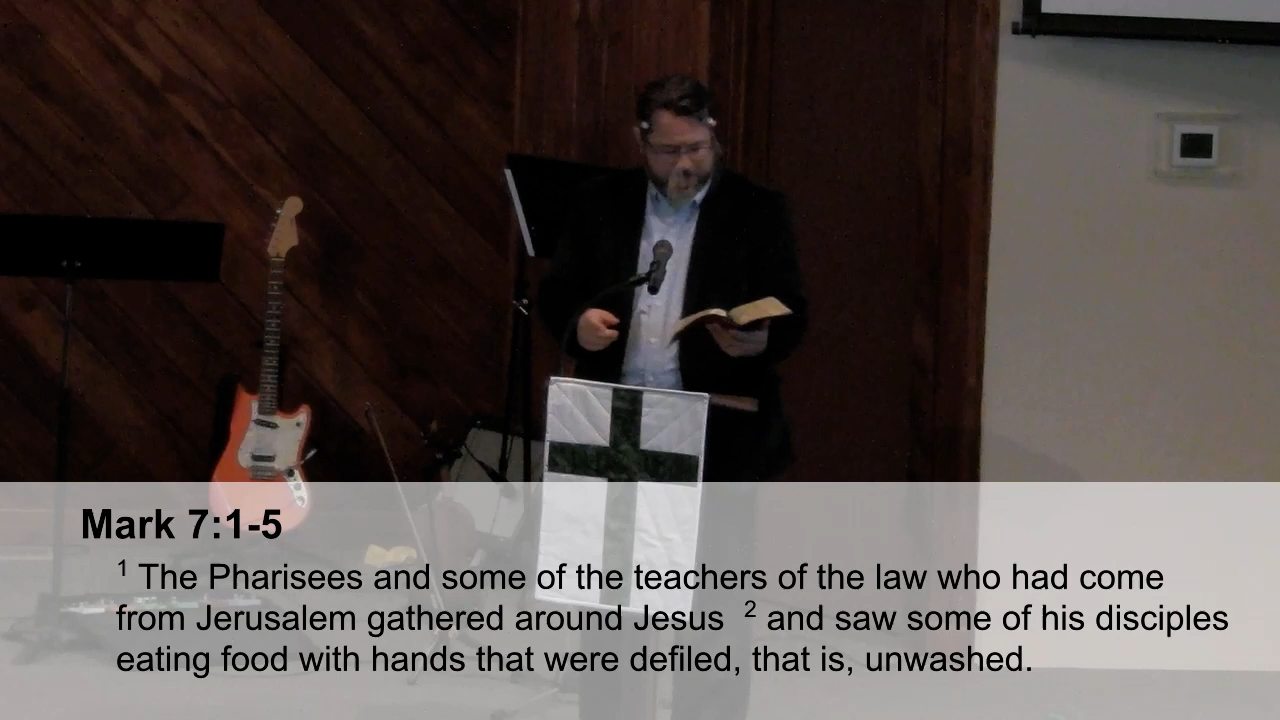 Mark 7:1-5
1 The Pharisees and some of the teachers of the law who had come
from Jerusalem gathered around Jesus 2 and saw some of his disciples
eating food with hands that were defiled, that is, unwashed.